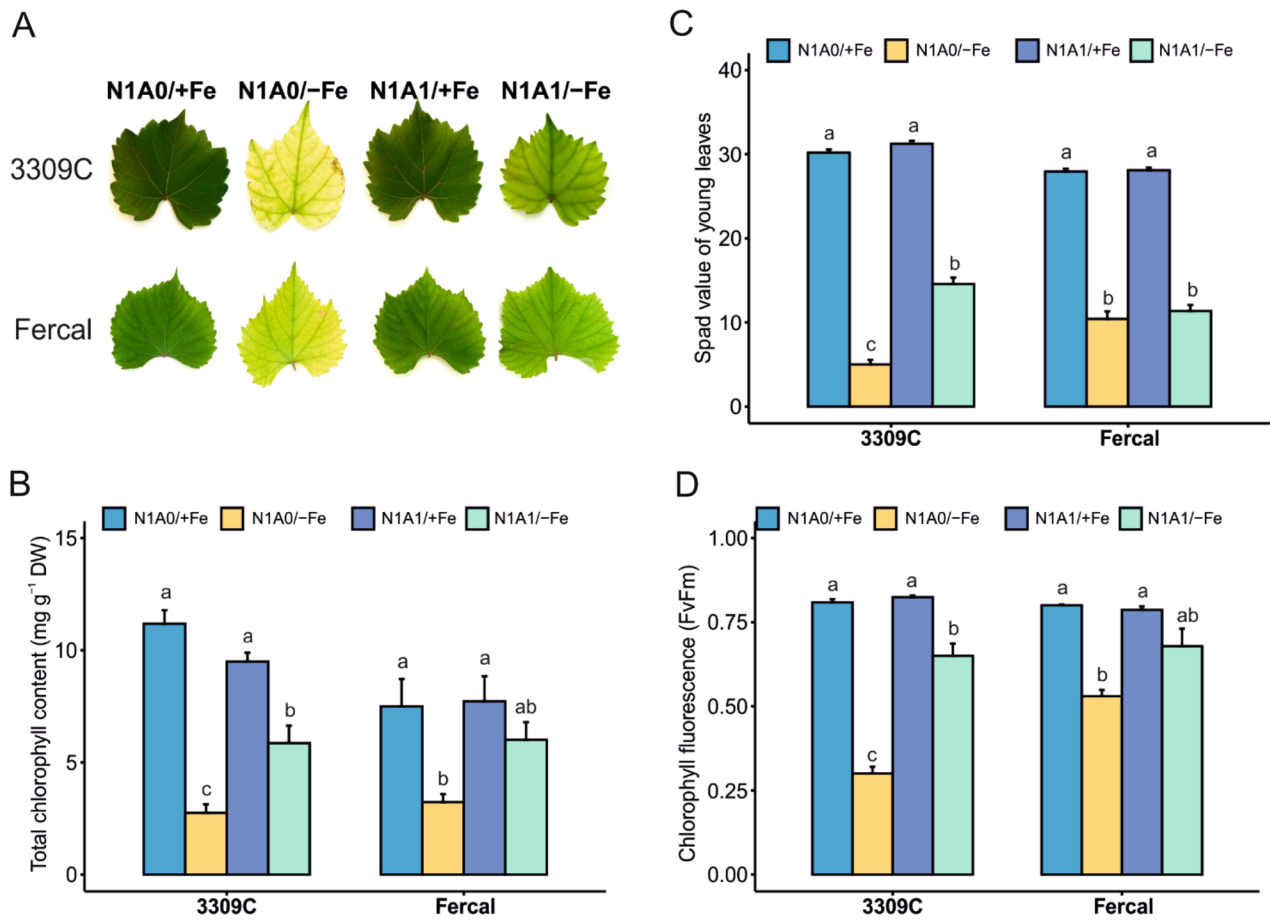 A
N1A0/+Fe N1A0/−Fe N1A1/+Fe N1A1/−Fe
3309C
Fercal
B
N1A0/+Fe N1A0/−Fe N1A1/+Fe N1A1/−Fe
Total chlorophyll content (mg g⁻¹ DW)
15
10
5
0
a
c
a
b
a
b
a
ab
3309C Fercal
C
N1A0/+Fe N1A0/−Fe N1A1/+Fe N1A1/−Fe
Spad value of young leaves
40
30
20
10
0
a
c
a
b
a
b
a
b
3309C Fercal
D
N1A0/+Fe N1A0/−Fe N1A1/+Fe N1A1/−Fe
Chlorophyll fluorescence (FvFm)
1.00
0.75
0.50
0.25
0.00
a
c
a
b
a
b
a
ab
3309C Fercal